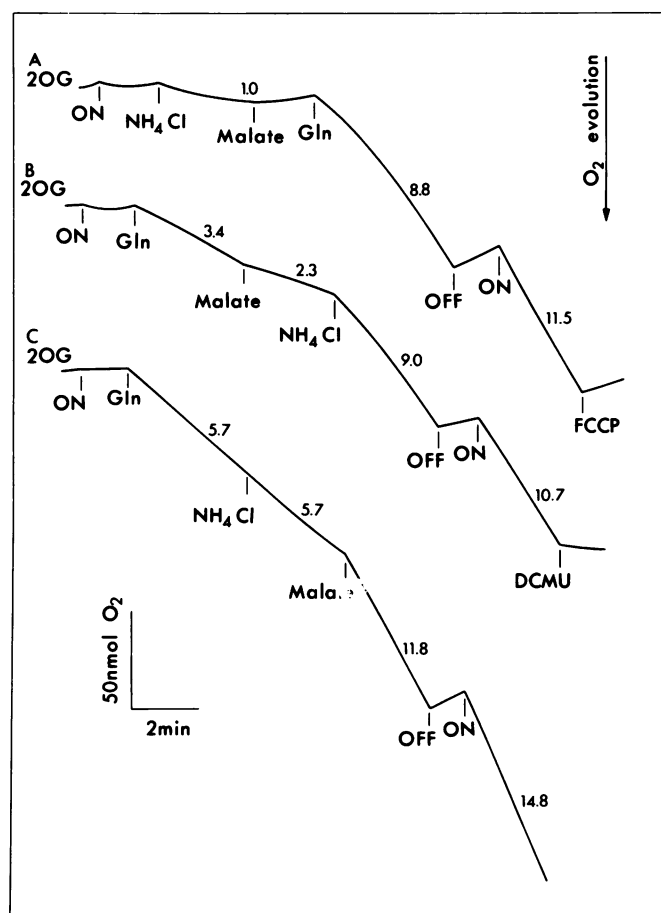 A
2OG
ON
NH4Cl
1.0
Malate
Gln
8.8
OFF
ON
11.5
FCCP
O2 evolution
B
2OG
ON
Gln
3.4
Malate
2.3
NH4Cl
9.0
OFF
ON
10.7
DCMU
C
2OG
ON
Gln
5.7
NH4Cl
5.7
Mala.e
11.8
OFF
ON
14.8
50nmol O2
2min